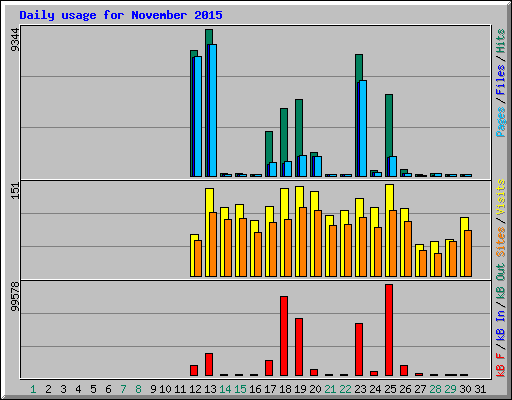 Daily usage for November 2015
9344
Pages / Files / Hits
151
Sites / Visits
99578
kB F / kB In / kB Out
1 2 3 4 5 6 7 8 9 10 11 12 13 14 15 16 17 18 19 20 21 22 23 24 25 26 27 28 29 30 31